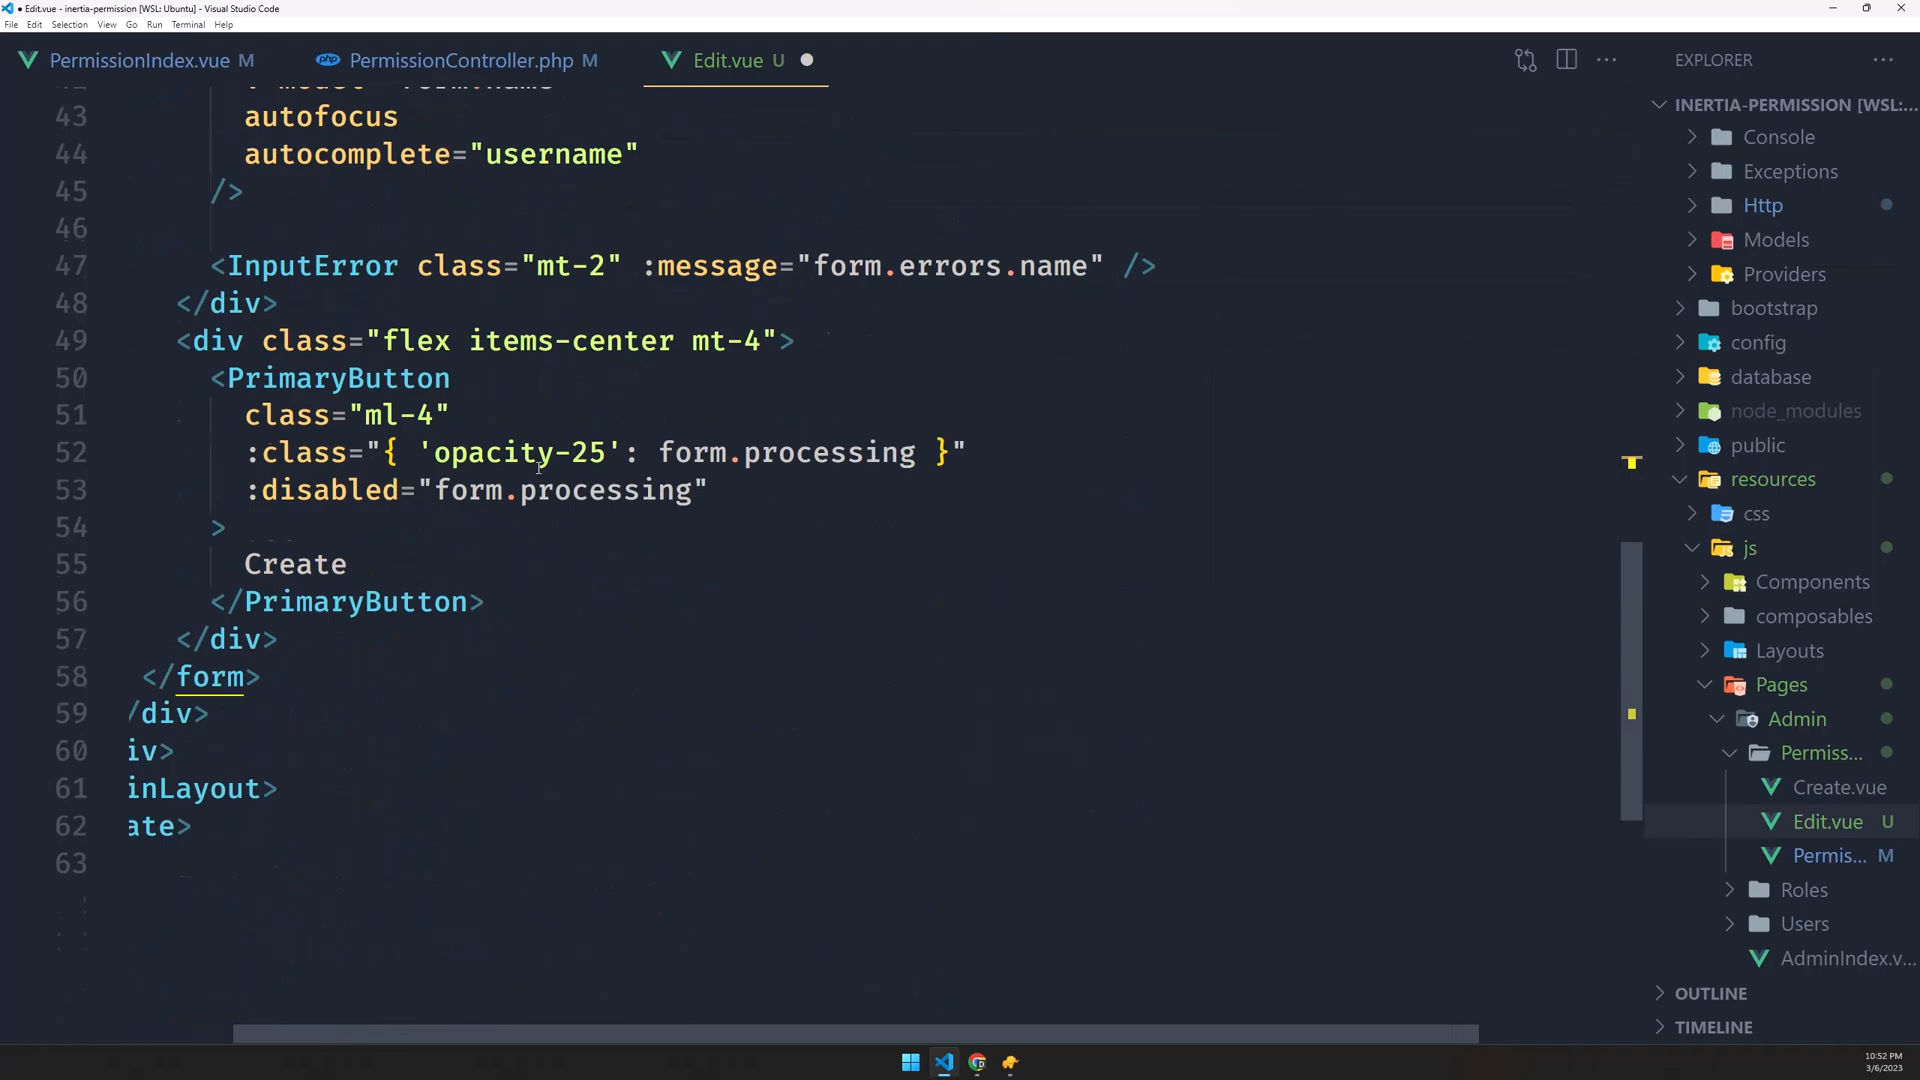 Edit.vue - inertia-permission [WSL: Ubuntu] - Visual Studio Code
File Edit Selection View Go Run Terminal Help
PermissionIndex.vue M PermissionController.php M Edit.vue U
43 autofocus
44 autocomplete="username"
45 />
46
47 <InputError class="mt-2" :message="form.errors.name" />
48 </div>
49 <div class="flex items-center mt-4">
50 <PrimaryButton
51 class="ml-4"
52 :class="{ 'opacity-25': form.processing }"
53 :disabled="form.processing"
54 >
55 Create
56 </PrimaryButton>
57 </div>
58 </form>
59 /div>
60 iv>
61 inLayout>
62 ate>
63
EXPLORER
INERTIA-PERMISSION [WSL:...
Console
Exceptions
Http
Models
Providers
bootstrap
config
database
node_modules
public
resources
css
js
Components
composables
Layouts
Pages
Admin
Permiss...
Create.vue
Edit.vue U
Permis... M
Roles
Users
AdminIndex.v...
OUTLINE
TIMELINE
10:52 PM
3/6/2023